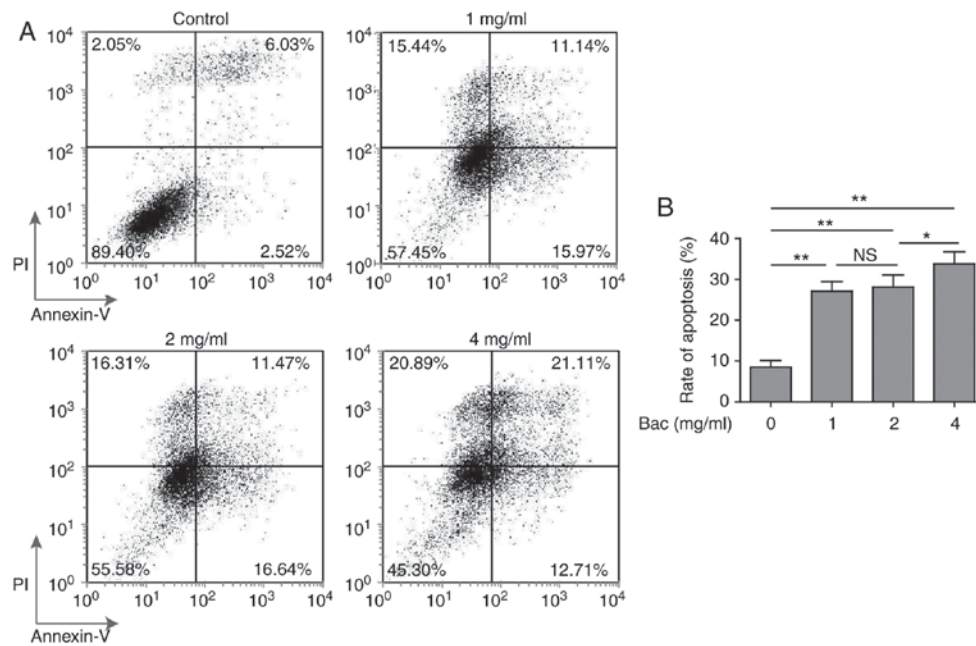 A
Control
1 mg/ml
10^4
2.05%
6.03%
10^3
10^2
10^1
89.40%
2.52%
10^0
10^0 10^1 10^2 10^3 10^4
PI
Annexin-V
10^4
15.44%
11.14%
10^3
10^2
10^1
57.45%
15.97%
10^0
10^0 10^1 10^2 10^3 10^4
2 mg/ml
4 mg/ml
10^4
16.31%
11.47%
10^3
10^2
10^1
55.58%
16.64%
10^0
10^0 10^1 10^2 10^3 10^4
PI
Annexin-V
10^4
20.89%
21.11%
10^3
10^2
10^1
45.30%
12.71%
10^0
10^0 10^1 10^2 10^3 10^4
B
**
**
*
** NS
Rate of apoptosis (%)
40
30
20
10
0
Bac (mg/ml) 0 1 2 4